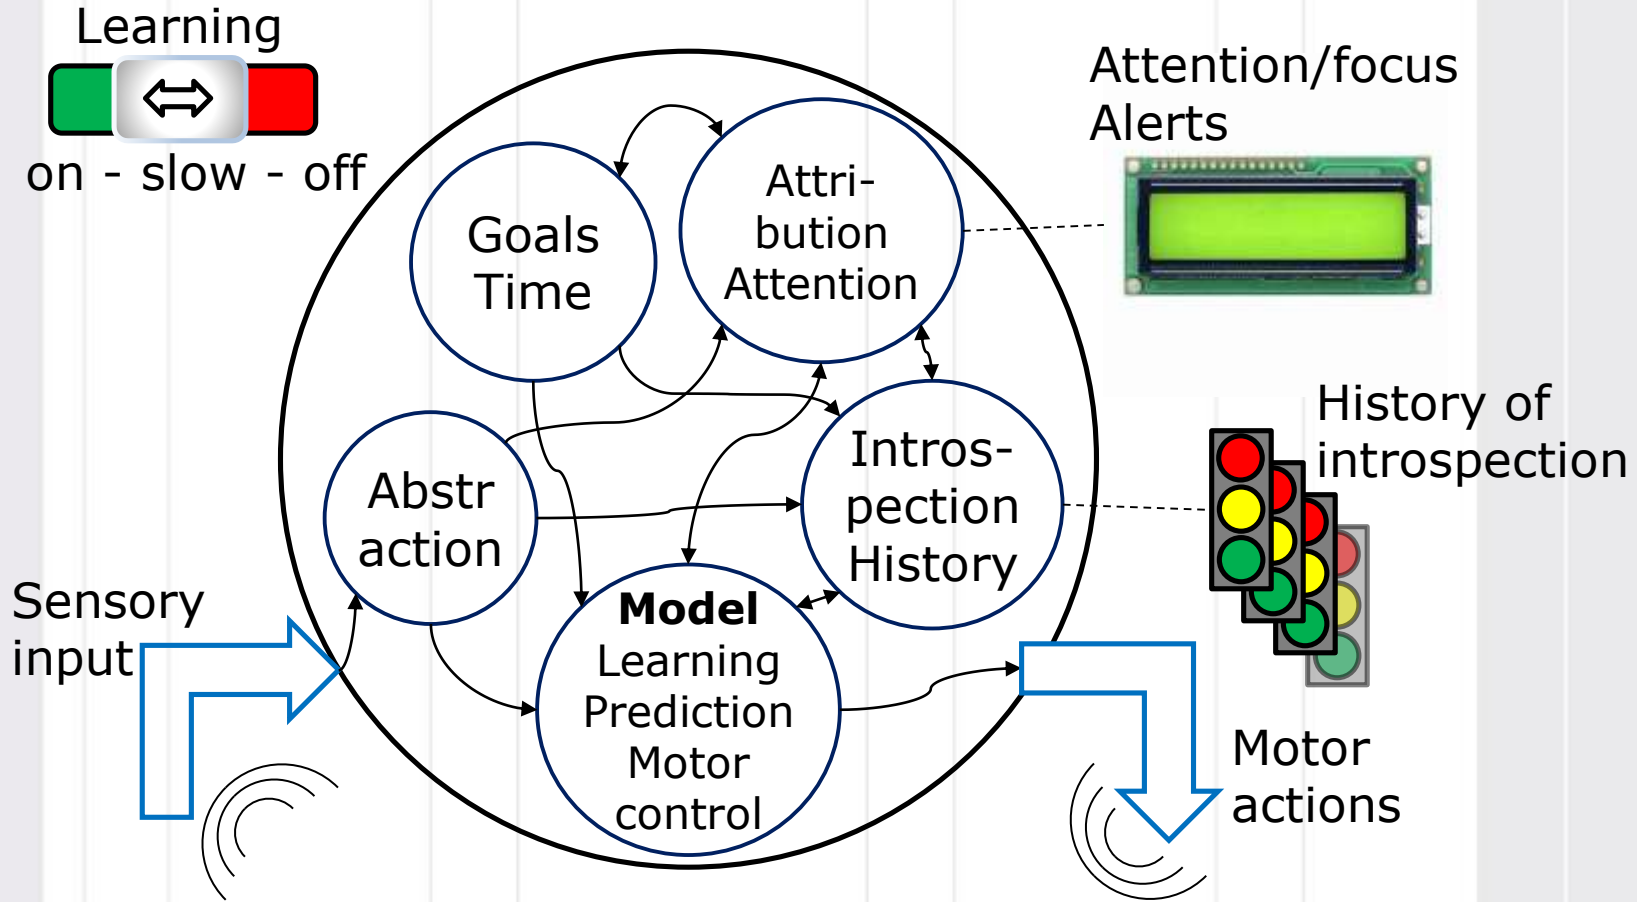 Learning
on - slow - off
Attention/focus
Alerts
Goals
Time
Attri-
bution
Attention
Abstr
action
Intros-
pection
History
History of
introspection
Sensory
input
Model
Learning
Prediction
Motor
control
Motor
actions